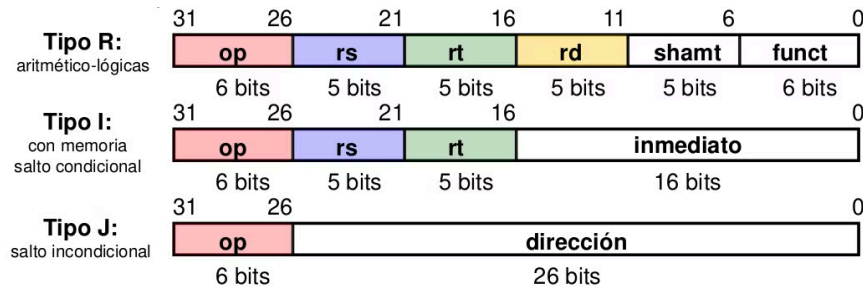 31 26 21 16 11 6 0
Tipo R:
aritmético-lógicas
op rs rt rd shamt funct
6 bits 5 bits 5 bits 5 bits 5 bits 6 bits
31 26 21 16 0
Tipo I:
con memoria
salto condicional
op rs rt inmediato
6 bits 5 bits 5 bits 16 bits
31 26 0
Tipo J:
salto incondicional
op dirección
6 bits 26 bits